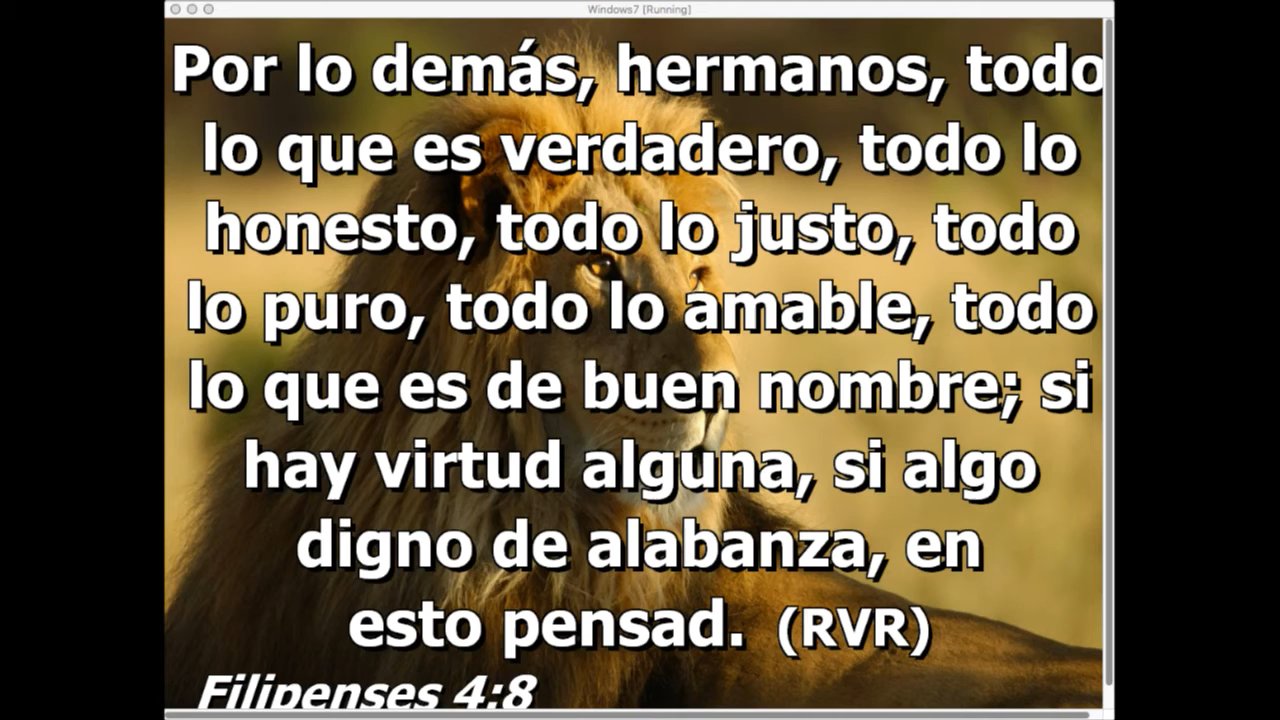 Windows7 [Running]
Por lo demás, hermanos, todo
lo que es verdadero, todo lo
honesto, todo lo justo, todo
lo puro, todo lo amable, todo
lo que es de buen nombre; si
hay virtud alguna, si algo
digno de alabanza, en
esto pensad. (RVR)
Filipenses 4:8